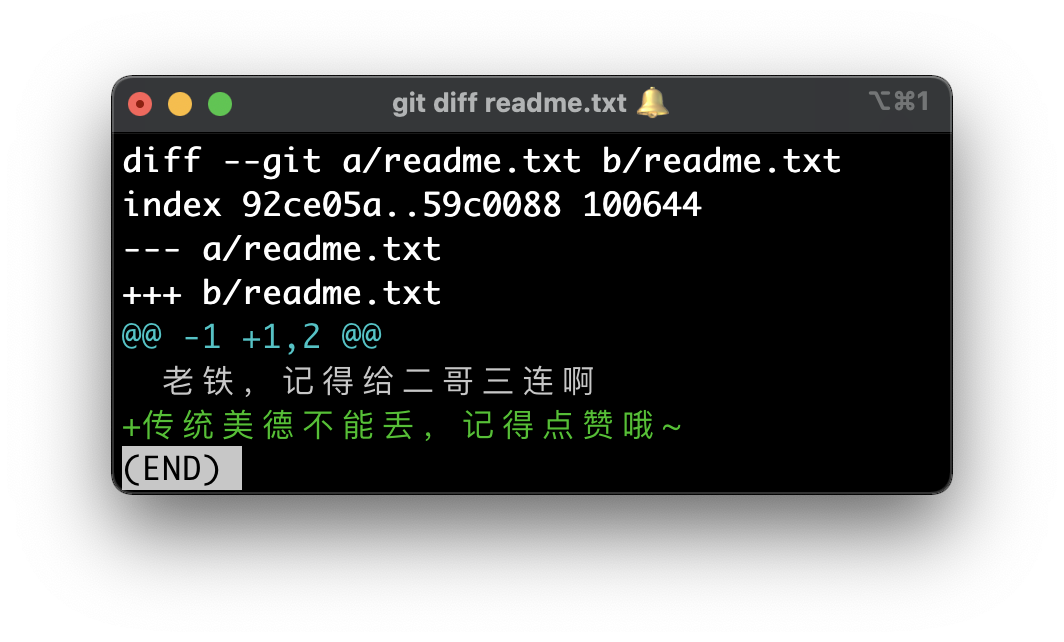 git diff readme.txt 🔔 ⌥⌘1
diff --git a/readme.txt b/readme.txt
index 92ce05a..59c0088 100644
--- a/readme.txt
+++ b/readme.txt
@@ -1 +1,2 @@
 老铁，记得给二哥三连啊
+传统美德不能丢，记得点赞哦~
(END)